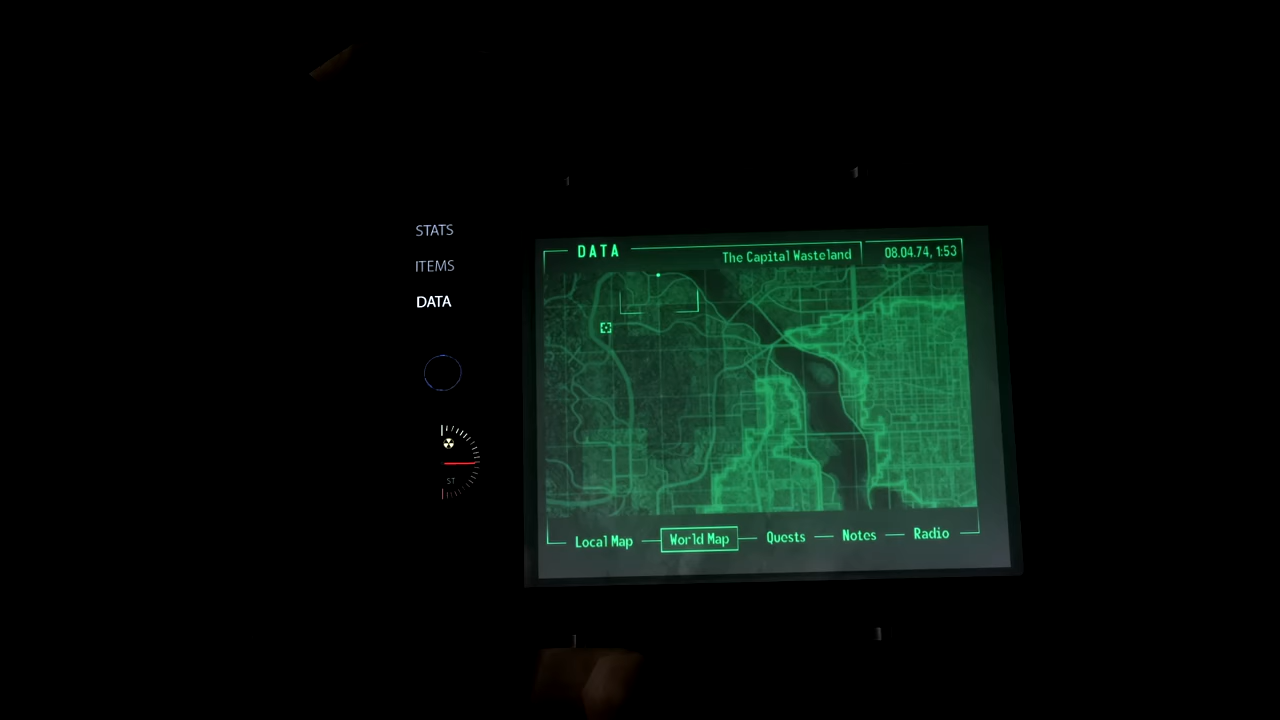 STATS
ITEMS
DATA
ST
DATA
The Capital Wasteland
08.04.74, 1:53
Local Map
World Map
Quests
Notes
Radio